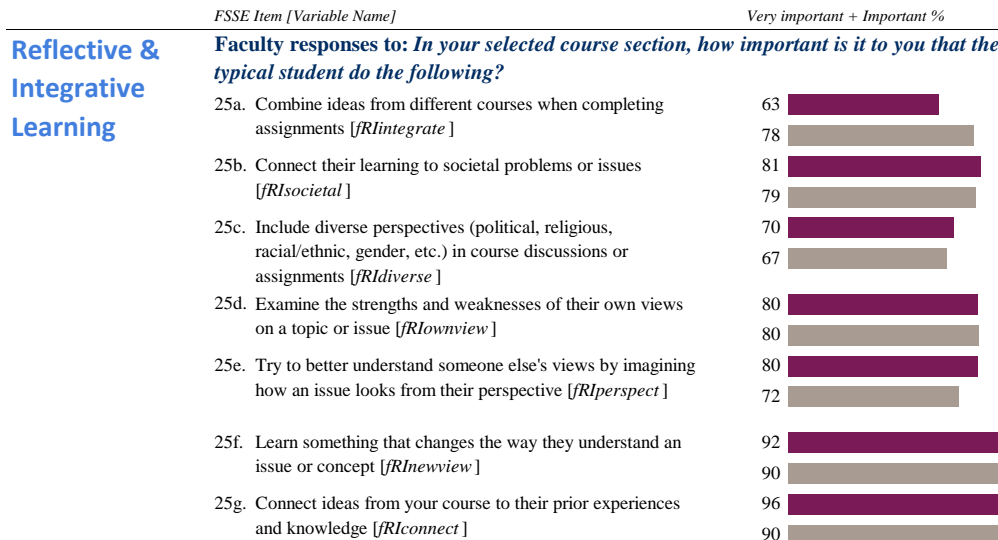 FSSE Item [Variable Name] Very important + Important %
Reflective &
Integrative
Learning
Faculty responses to: In your selected course section, how important is it to you that the
typical student do the following?
25a. Combine ideas from different courses when completing 63
assignments [fRIintegrate ]
78
25b. Connect their learning to societal problems or issues 81
[fRIsocietal ]
79
25c. Include diverse perspectives (political, religious, 70
racial/ethnic, gender, etc.) in course discussions or
67
assignments [fRIdiverse ]
25d. Examine the strengths and weaknesses of their own views 80
on a topic or issue [fRIownview ]
80
25e. Try to better understand someone else's views by imagining 80
how an issue looks from their perspective [fRIperspect ]
72
25f. Learn something that changes the way they understand an 92
issue or concept [fRInewview ]
90
25g. Connect ideas from your course to their prior experiences 96
and knowledge [fRIconnect ]
90